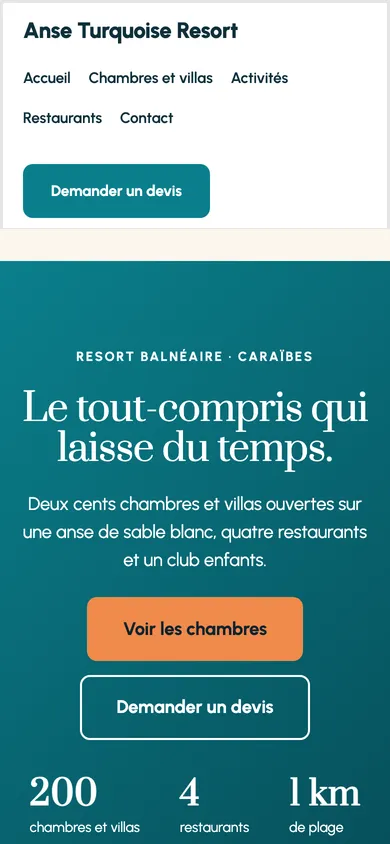 Anse Turquoise Resort
Accueil Chambres et villas Activités
Restaurants Contact
Demander un devis
RESORT BALNÉAIRE · CARAÏBES
Le tout-compris qui
laisse du temps.
Deux cents chambres et villas ouvertes sur
une anse de sable blanc, quatre restaurants
et un club enfants.
Voir les chambres
Demander un devis
200 4 1 km
chambres et villas restaurants de plage